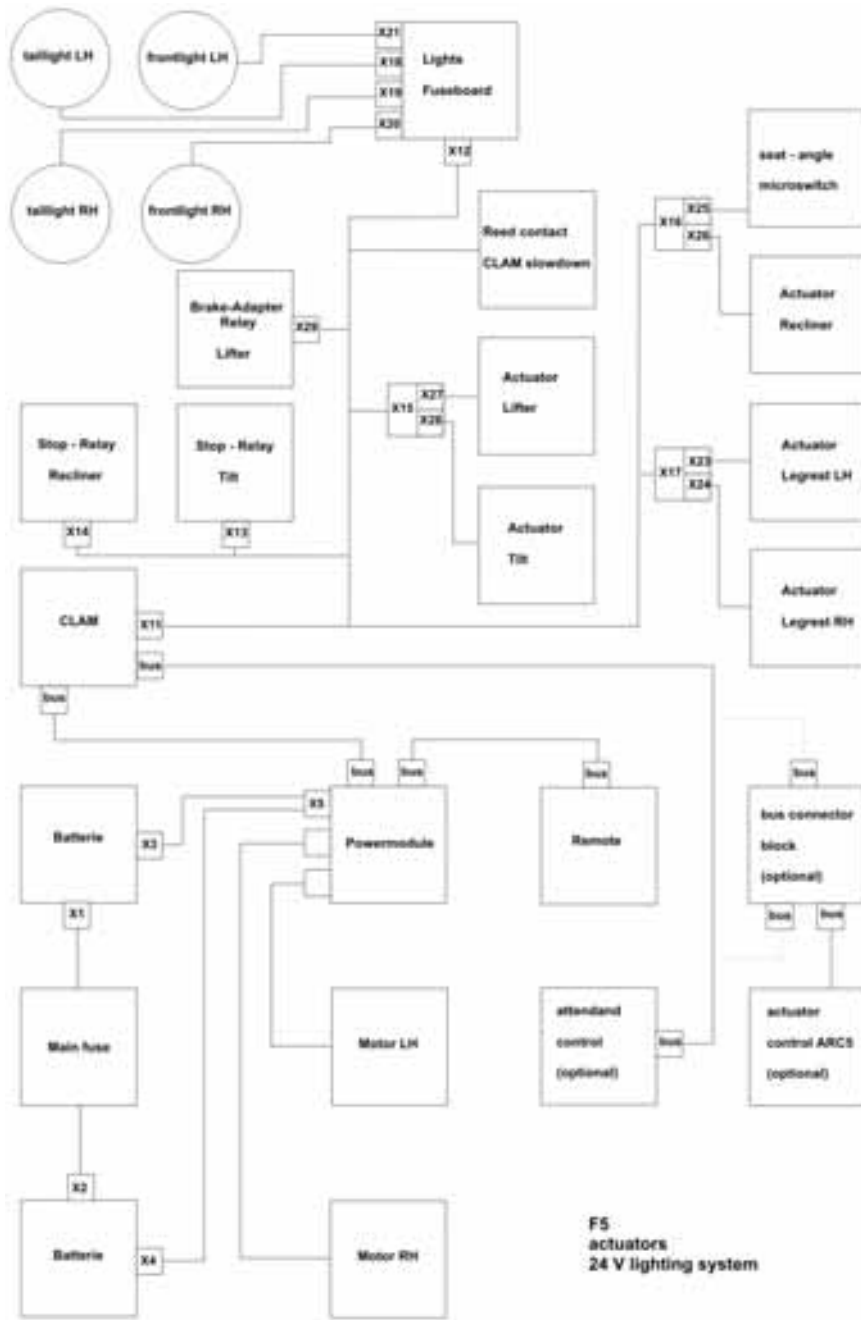 taillight LH
frontlight LH
X21
X18
X19
X20
Lights
Fuseboard
X12
taillight RH
frontlight RH
seat - angle
microswitch
X16
X25
X26
Reed contact
CLAM slowdown
Actuator
Recliner
Brake-Adapter
Relay
Lifter
X29
X15
X27
X28
Actuator
Lifter
Stop - Relay
Recliner
X14
Stop - Relay
Tilt
X13
Actuator
Tilt
X17
X23
X24
Actuator
Legrest LH
Actuator
Legrest RH
CLAM
X11
bus
bus
bus
bus
bus
bus
Batterie
X3
X1
X5
Powermodule
Remote
bus connector
block
(optional)
bus
bus
Main fuse
Motor LH
attendand
control
(optional)
bus
actuator
control ARC5
(optional)
X2
Batterie
X4
Motor RH
F5
actuators
24 V lighting system